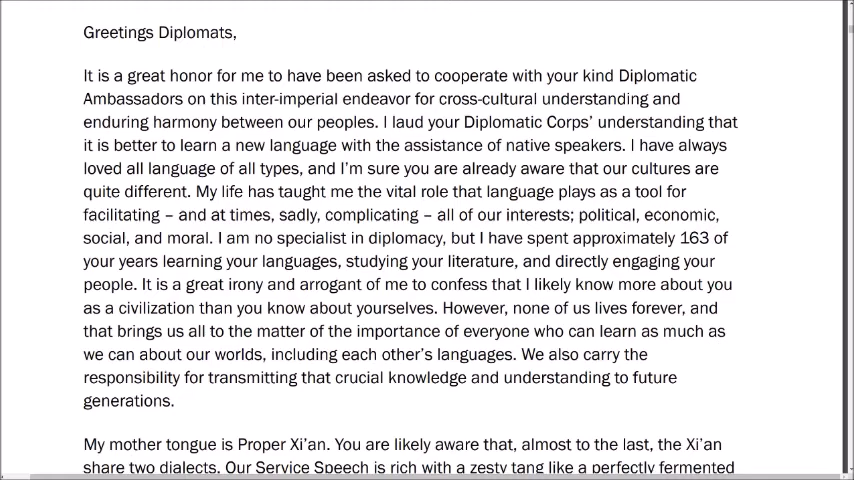 Greetings Diplomats,
It is a great honor for me to have been asked to cooperate with your kind Diplomatic
Ambassadors on this inter-imperial endeavor for cross-cultural understanding and
enduring harmony between our peoples. I laud your Diplomatic Corps’ understanding that
it is better to learn a new language with the assistance of native speakers. I have always
loved all language of all types, and I’m sure you are already aware that our cultures are
quite different. My life has taught me the vital role that language plays as a tool for
facilitating – and at times, sadly, complicating – all of our interests; political, economic,
social, and moral. I am no specialist in diplomacy, but I have spent approximately 163 of
your years learning your languages, studying your literature, and directly engaging your
people. It is a great irony and arrogant of me to confess that I likely know more about you
as a civilization than you know about yourselves. However, none of us lives forever, and
that brings us all to the matter of the importance of everyone who can learn as much as
we can about our worlds, including each other’s languages. We also carry the
responsibility for transmitting that crucial knowledge and understanding to future
generations.
My mother tongue is Proper Xi’an. You are likely aware that, almost to the last, the Xi’an
share two dialects. Our Service Speech is rich with a zesty tang like a perfectly fermented